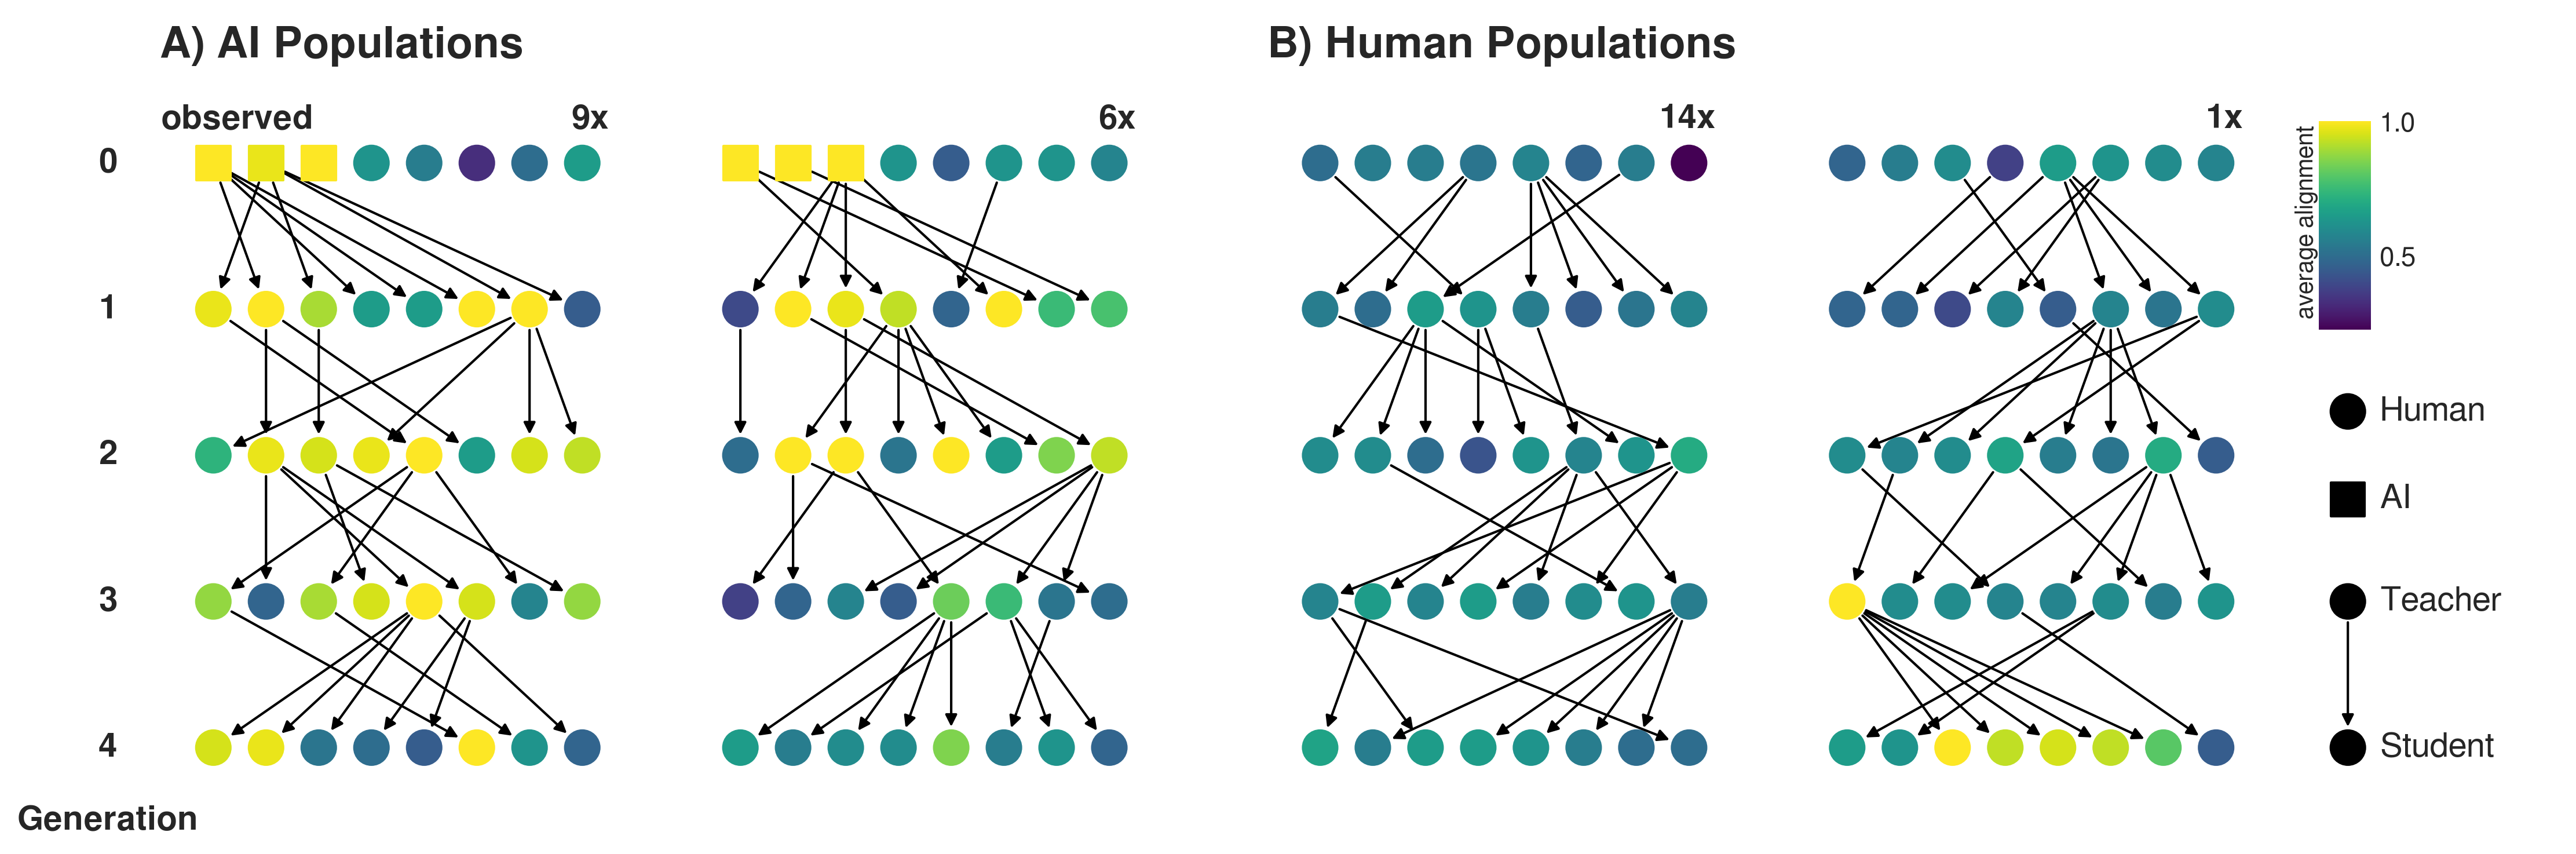 A) AI Populations
B) Human Populations
observed
9x
6x
14x
1x
0
1
2
3
4
Generation
average alignment
1.0
0.5
Human
AI
Teacher
Student